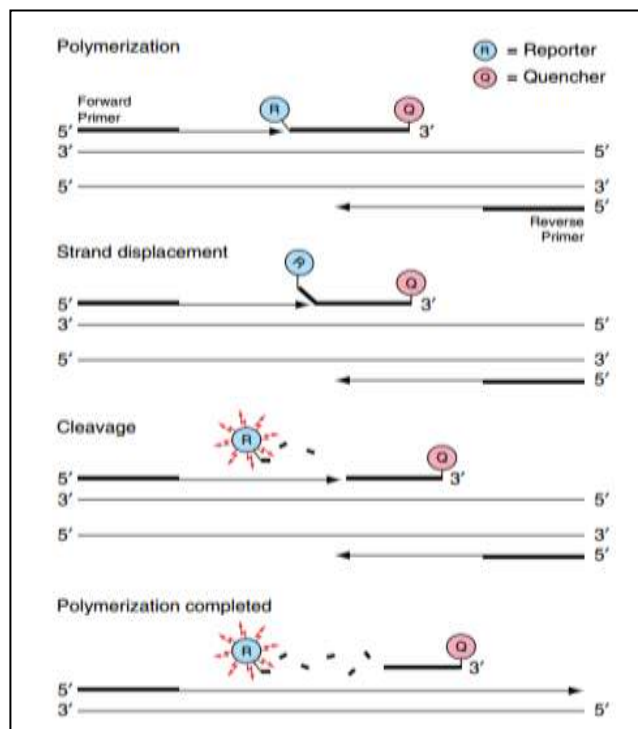 Polymerization
R = Reporter
Q = Quencher
Forward
Primer
R Q
5′ 3′
3′ 5′
5′ 3′
5′
Reverse
Primer
Strand displacement
R Q
5′ 3′
3′ 5′
5′ 3′
5′
Cleavage
R Q
5′ 3′
3′ 5′
5′ 3′
5′
Polymerization completed
R Q
3′
5′
3′ 5′